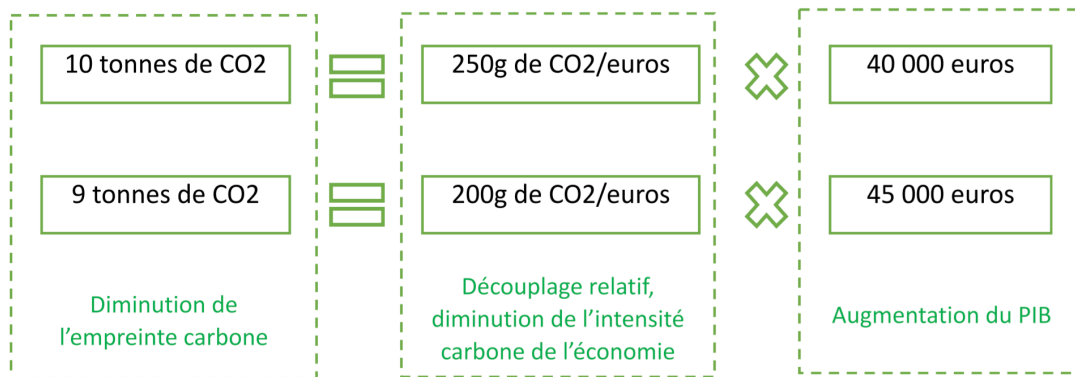 10 tonnes de CO2
250g de CO2/euros
40 000 euros
9 tonnes de CO2
200g de CO2/euros
45 000 euros
Diminution de
l’empreinte carbone
Découplage relatif,
diminution de l’intensité
carbone de l’économie
Augmentation du PIB